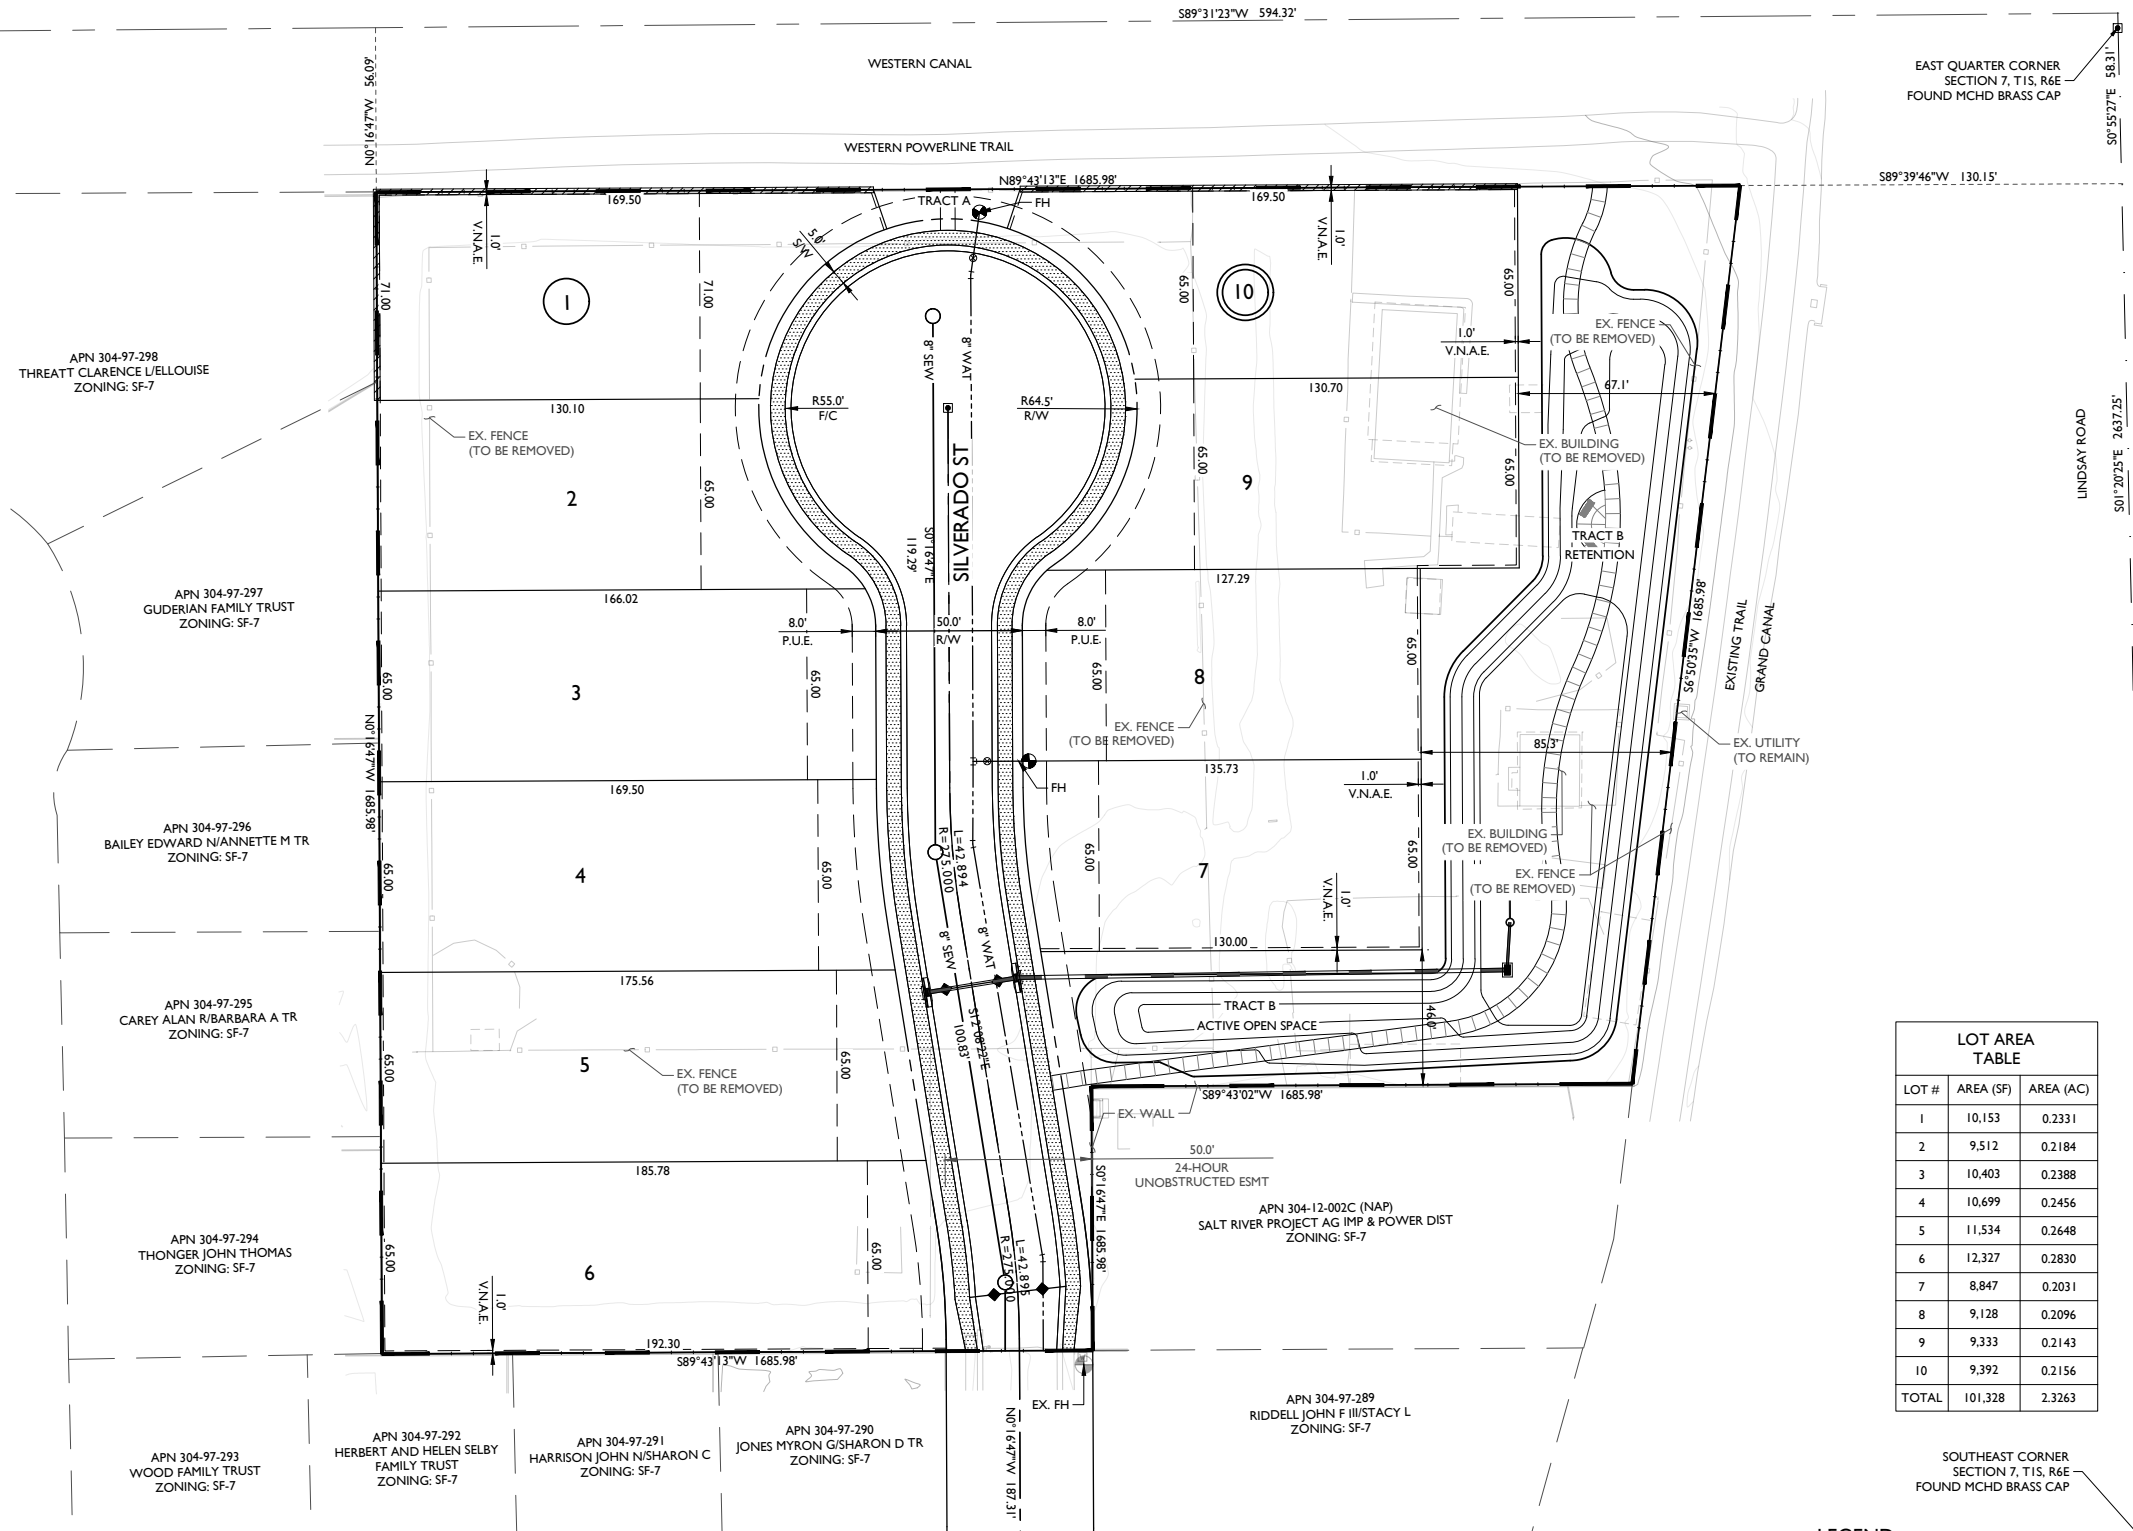 S89°31'23"W 594.32'
WESTERN CANAL
EAST QUARTER CORNER
SECTION 7, T1S, R6E
FOUND MCHD BRASS CAP
N0°16'47"W 56.09'
S0°55'27"E 58.31'
WESTERN POWERLINE TRAIL
N89°43'13"E 1685.98'
S89°39'46"W 130.15'
169.50
TRACT A
FH
169.50
1.0'
V.N.A.E.
5.0'
S/W
1.0'
V.N.A.E.
71.00
71.00
1
65.00
10
65.00
8" SEW
8" WAT
EX. FENCE
(TO BE REMOVED)
1.0'
V.N.A.E.
APN 304-97-298
THREATT CLARENCE L/ELLOUISE
ZONING: SF-7
130.10
R55.0'
F/C
R64.5'
R/W
130.70
67.1'
EX. FENCE
(TO BE REMOVED)
EX. BUILDING
(TO BE REMOVED)
LINDSAY ROAD
S01°20'25"E 2637.25'
2
65.00
SILVERADO ST
S0°16'47"E
119.29'
65.00
9
65.00
TRACT B
RETENTION
APN 304-97-297
GUDERIAN FAMILY TRUST
ZONING: SF-7
166.02
127.29
8.0'
P.U.E.
50.0'
R/W
8.0'
P.U.E.
S6°50'35"W 1685.98'
EXISTING TRAIL
GRAND CANAL
65.00
3
65.00
65.00
8
65.00
N0°16'47"W 1685.98'
EX. FENCE
(TO BE REMOVED)
85.3'
EX. UTILITY
(TO REMAIN)
169.50
135.73
FH
1.0'
V.N.A.E.
APN 304-97-296
BAILEY EDWARD N/ANNETTE M TR
ZONING: SF-7
65.00
4
65.00
L=42.894
R=275.000
65.00
7
65.00
EX. BUILDING
(TO BE REMOVED)
EX. FENCE
(TO BE REMOVED)
1.0'
V.N.A.E.
8" SEW
8" WAT
130.00
175.56
APN 304-97-295
CAREY ALAN R/BARBARA A TR
ZONING: SF-7
S12°08'22"E
100.83'
TRACT B
ACTIVE OPEN SPACE
46.0'
65.00
5
65.00
EX. FENCE
(TO BE REMOVED)
S89°43'02"W 1685.98'
EX. WALL
50.0'
24-HOUR
UNOBSTRUCTED ESMT
185.78
S0°16'47"E 1685.98'
APN 304-12-002C (NAP)
SALT RIVER PROJECT AG IMP & POWER DIST
ZONING: SF-7
APN 304-97-294
THONGER JOHN THOMAS
ZONING: SF-7
65.00
6
65.00
L=42.895
R=275.000
1.0'
V.N.A.E.
192.30
S89°43'13"W 1685.98'
EX. FH
N0°16'47"W 187.31'
APN 304-97-289
RIDDELL JOHN F III/STACY L
ZONING: SF-7
APN 304-97-293
WOOD FAMILY TRUST
ZONING: SF-7
APN 304-97-292
HERBERT AND HELEN SELBY
FAMILY TRUST
ZONING: SF-7
APN 304-97-291
HARRISON JOHN N/SHARON C
ZONING: SF-7
APN 304-97-290
JONES MYRON G/SHARON D TR
ZONING: SF-7
LOT AREA
TABLE
LOT # AREA (SF) AREA (AC)
1 10,153 0.2331
2 9,512 0.2184
3 10,403 0.2388
4 10,699 0.2456
5 11,534 0.2648
6 12,327 0.2830
7 8,847 0.2031
8 9,128 0.2096
9 9,333 0.2143
10 9,392 0.2156
TOTAL 101,328 2.3263
SOUTHEAST CORNER
SECTION 7, T1S, R6E
FOUND MCHD BRASS CAP
LEGEND